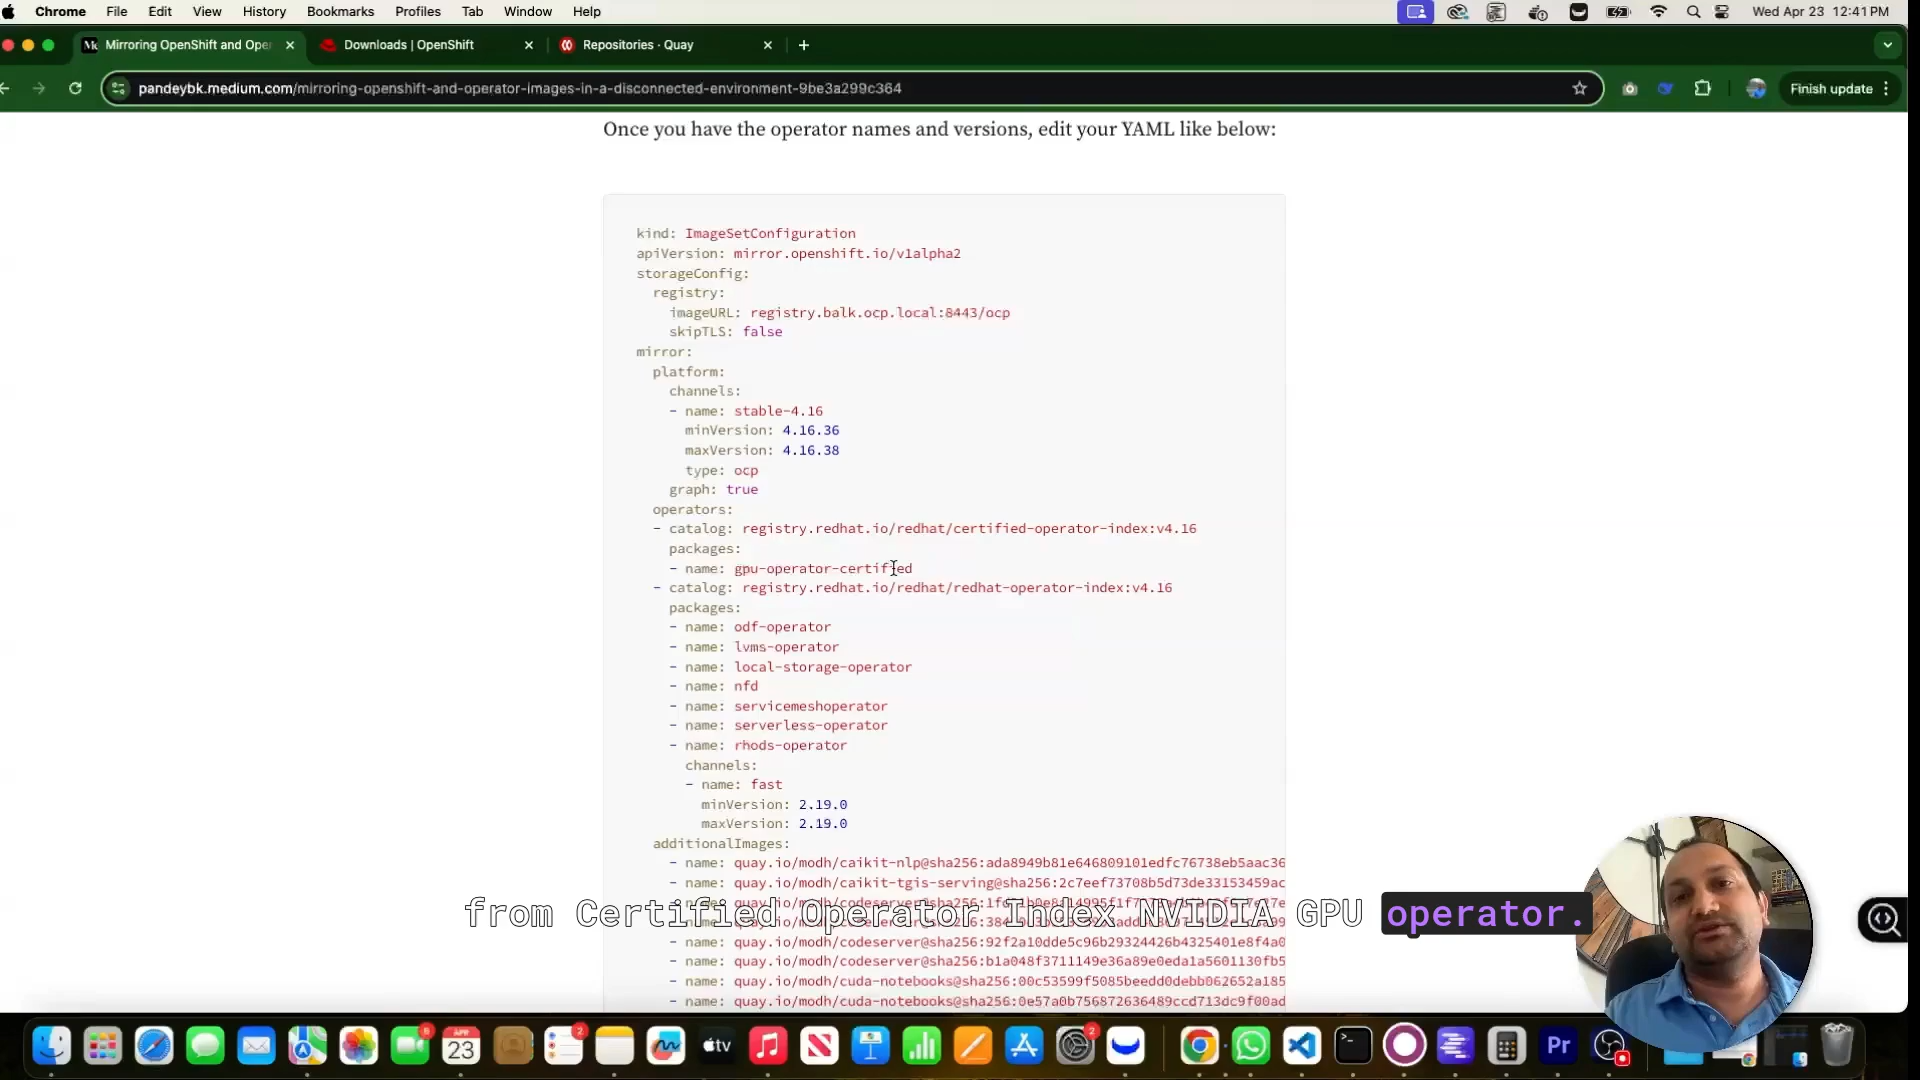 Chrome File Edit View History Bookmarks Profiles Tab Window Help Wed Apr 23 12:41 PM
Mirroring OpenShift and Ope Downloads | OpenShift Repositories · Quay
pandeybk.medium.com/mirroring-openshift-and-operator-images-in-a-disconnected-environment-9be3a299c364 Finish update
Once you have the operator names and versions, edit your YAML like below:
kind: ImageSetConfiguration
apiVersion: mirror.openshift.io/v1alpha2
storageConfig:
registry:
imageURL: registry.balk.ocp.local:8443/ocp
skipTLS: false
mirror:
platform:
channels:
- name: stable-4.16
minVersion: 4.16.36
maxVersion: 4.16.38
type: ocp
graph: true
operators:
- catalog: registry.redhat.io/redhat/certified-operator-index:v4.16
packages:
- name: gpu-operator-certified
- catalog: registry.redhat.io/redhat/redhat-operator-index:v4.16
packages:
- name: odf-operator
- name: lvms-operator
- name: local-storage-operator
- name: nfd
- name: servicemeshoperator
- name: serverless-operator
- name: rhods-operator
channels:
- name: fast
minVersion: 2.19.0
maxVersion: 2.19.0
additionalImages:
- name: quay.io/modh/caikit-nlp@sha256:ada8949b81e646809101edfc76738eb5aac36
- name: quay.io/modh/caikit-tgis-serving@sha256:2c7eef73708b5d73de33153459ac
from Certified Operator Index NVIDIA GPU operator.
- name: quay.io/modh/codeserver@sha256:92f2a10dde5c96b29324426b4325401e8f4a0
- name: quay.io/modh/codeserver@sha256:b1a048f3711149e36a89e0eda1a5601130fb5
- name: quay.io/modh/cuda-notebooks@sha256:00c53599f5085beedd0debb062652a185
- name: quay.io/modh/cuda-notebooks@sha256:0e57a0b756872636489ccd713dc9f00ad
APR
23
tv
2
2
Pr